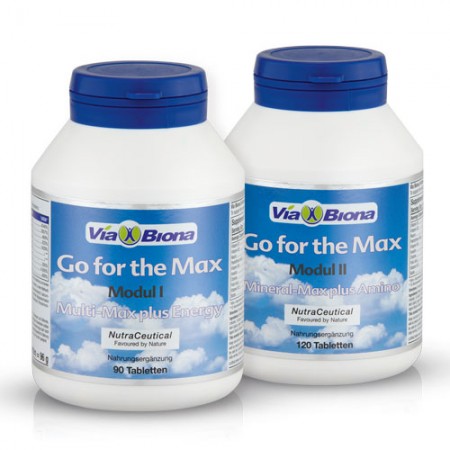 Via Biona
Go for the Max
Modul I
Multi-Max plus Energy
NutraCeutical
Favoured by Nature
Nahrungsergänzung
90 Tabletten
Via Biona
Go for the Max
Modul II
Mineral-Max plus Amino
NutraCeutical
Favoured by Nature
Nahrungsergänzung
120 Tabletten